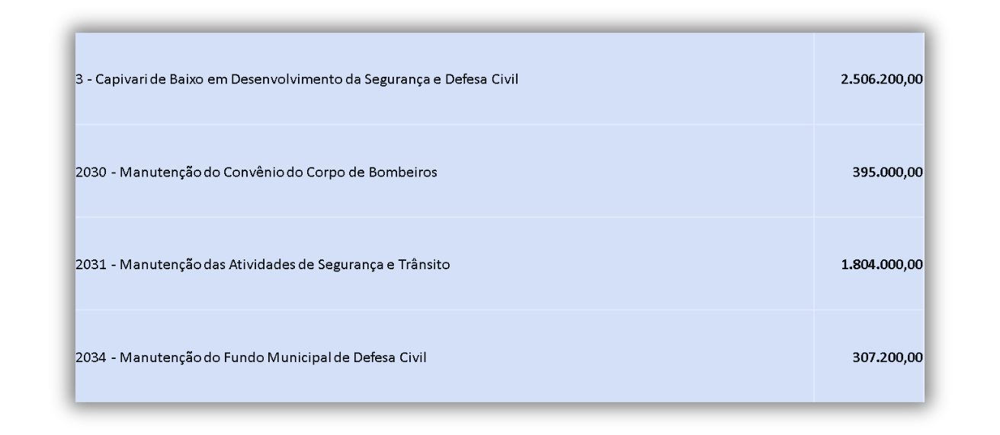 3 - Capivari de Baixo em Desenvolvimento da Segurança e Defesa Civil 2.506.200,00
2030 - Manutenção do Convênio do Corpo de Bombeiros 395.000,00
2031 - Manutenção das Atividades de Segurança e Trânsito 1.804.000,00
2034 - Manutenção do Fundo Municipal de Defesa Civil 307.200,00